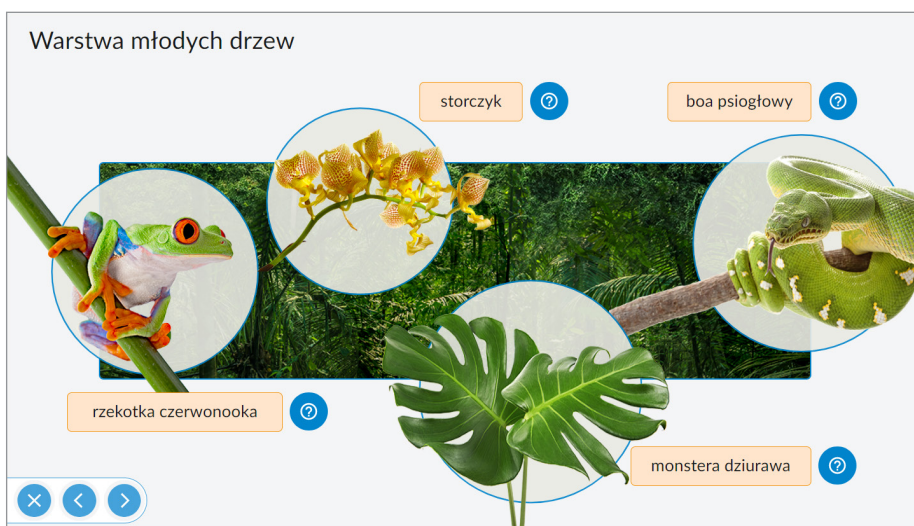 Warstwa młodych drzew
storczyk
boa psiogłowy
rzekotka czerwonooka
monstera dziurawa